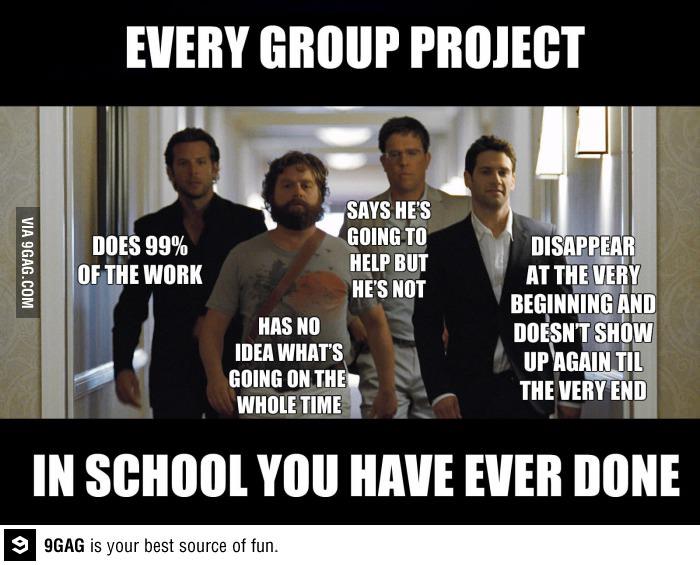 EVERY GROUP PROJECT
DOES 99%
OF THE WORK
HAS NO
IDEA WHAT'S
GOING ON THE
WHOLE TIME
SAYS HE'S
GOING TO
HELP BUT
HE'S NOT
DISAPPEAR
AT THE VERY
BEGINNING AND
DOESN'T SHOW
UP AGAIN TIL
THE VERY END
IN SCHOOL YOU HAVE EVER DONE
VIA 9GAG.COM
9GAG is your best source of fun.